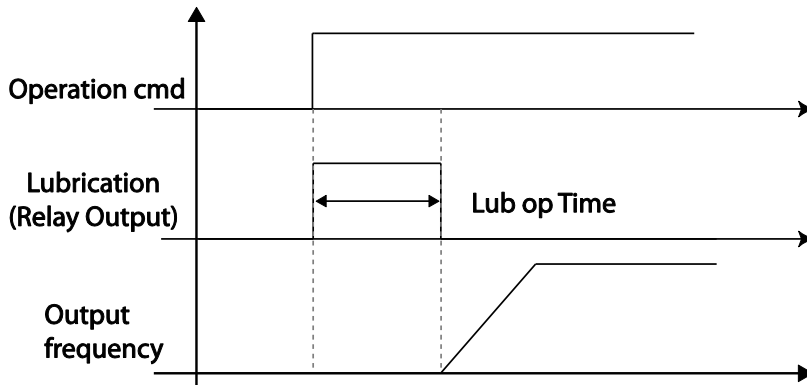 Operation cmd
Lubrication
(Relay Output)
Lub op Time
Output
frequency